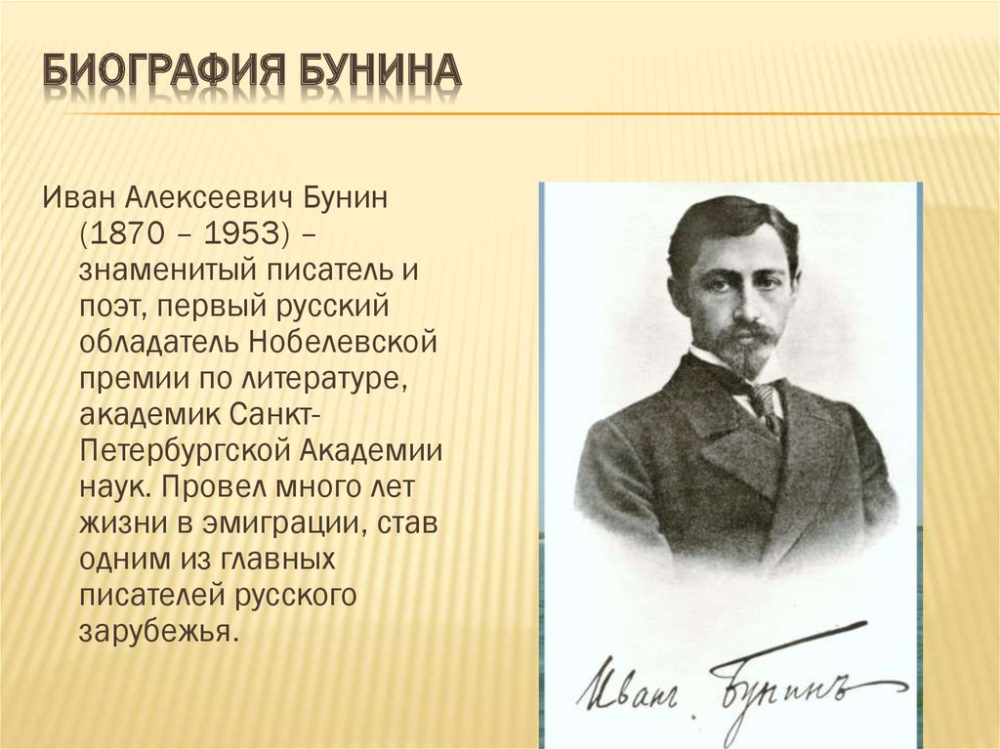 БИОГРАФИЯ БУНИНА
Иван Алексеевич Бунин
(1870 – 1953) –
знаменитый писатель и
поэт, первый русский
обладатель Нобелевской
премии по литературе,
академик Санкт-
Петербургской Академии
наук. Провел много лет
жизни в эмиграции, став
одним из главных
писателей русского
зарубежья.
Иванъ Бунинъ